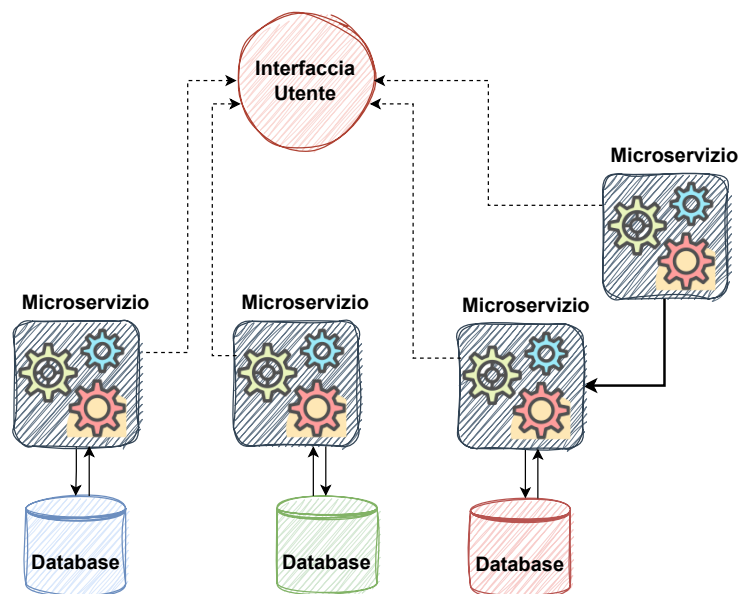 Interfaccia
Utente
Microservizio
Microservizio
Microservizio
Microservizio
Database
Database
Database